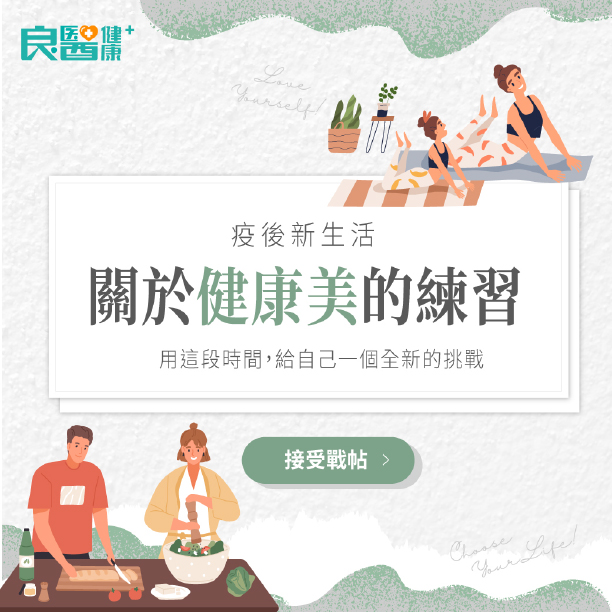 良醫健康+
Love
Yourself!
疫後新生活
關於健康美的練習
用這段時間，給自己一個全新的挑戰
接受戰帖 >
Choose
Your Life!